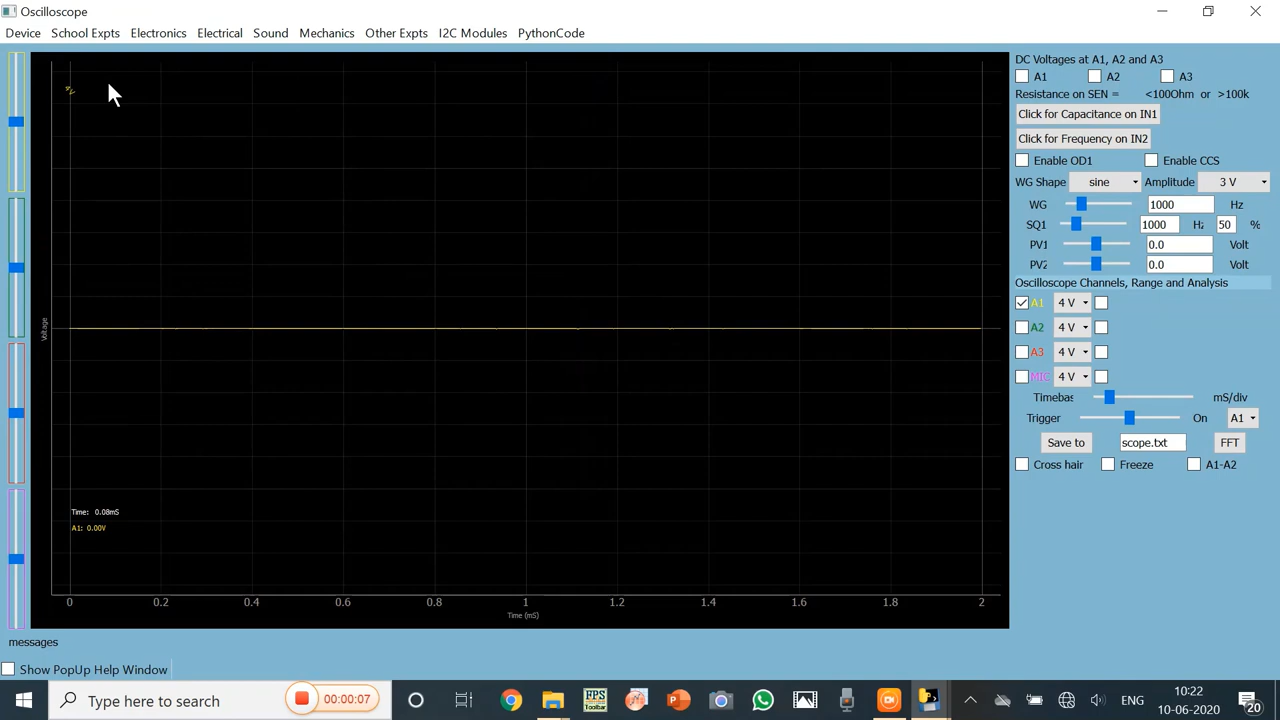 Oscilloscope
Device School Expts Electronics Electrical Sound Mechanics Other Expts I2C Modules PythonCode
DC Voltages at A1, A2 and A3
A1 A2 A3
Resistance on SEN = <100Ohm or >100k
Click for Capacitance on IN1
Click for Frequency on IN2
Enable OD1 Enable CCS
WG Shape sine Amplitude 3 V
WG 1000 Hz
SQ1 1000 Hz 50 %
PV1 0.0 Volt
PV2 0.0 Volt
Oscilloscope Channels, Range and Analysis
A1 4 V
A2 4 V
A3 4 V
MIC 4 V
Timebas mS/div
Trigger On A1
Save to scope.txt FFT
Cross hair Freeze A1-A2
4V
Voltage
Time: 0.08mS
A1: 0.00V
0 0.2 0.4 0.6 0.8 1 1.2 1.4 1.6 1.8 2
Time (mS)
messages
Show PopUp Help Window
Type here to search 00:00:07 FPS Toolbar ENG 10:22
10-06-2020 20